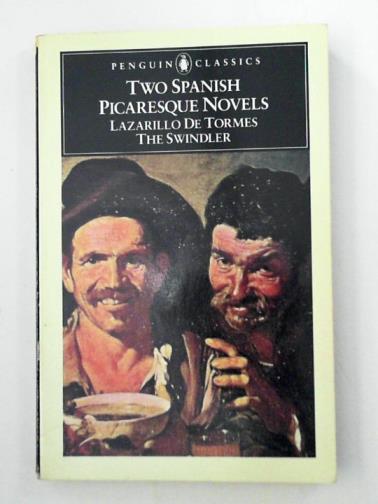 PENGUIN CLASSICS
TWO SPANISH
PICARESQUE NOVELS
LAZARILLO DE TORMES
THE SWINDLER